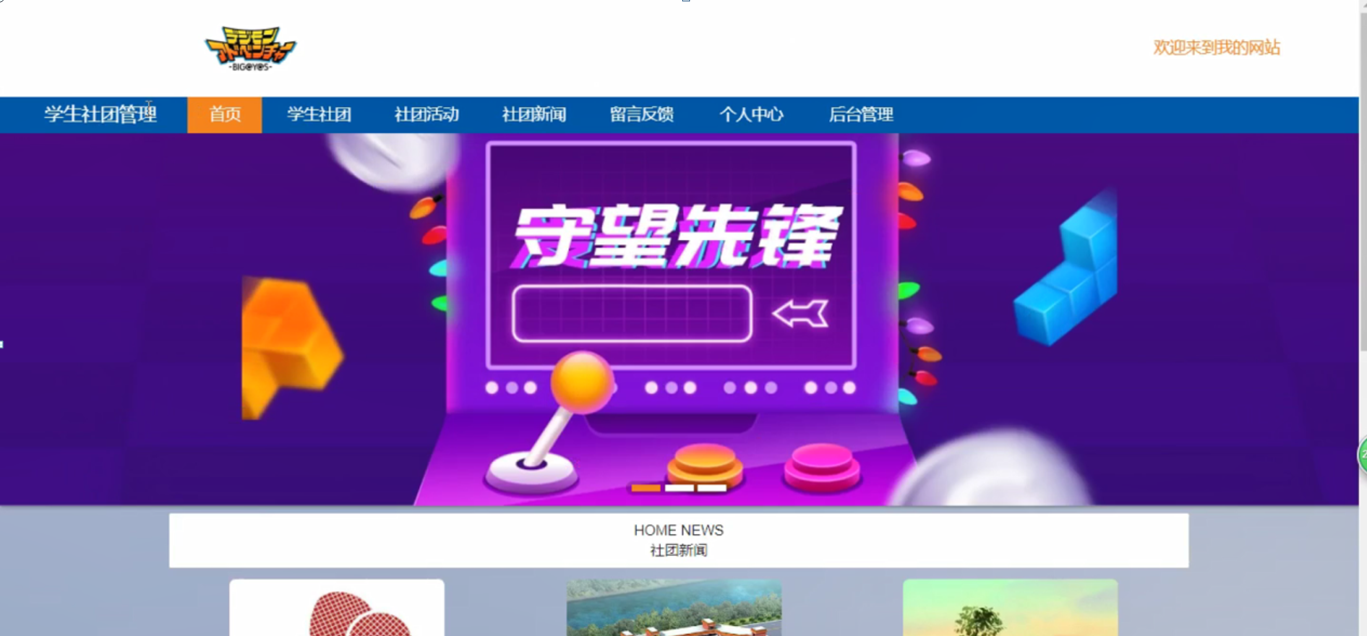 デジモン
アドベンチャー
-BIG@Y@S-
欢迎来到我的网站
学生社团管理 首页 学生社团 社团活动 社团新闻 留言反馈 个人中心 后台管理
守望先锋
HOME NEWS
社团新闻